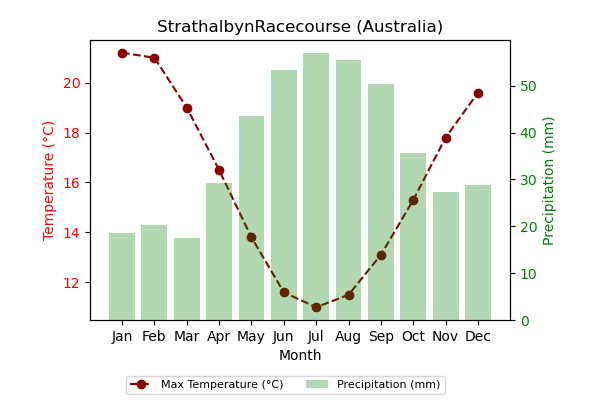 StrathalbynRacecourse (Australia)
Temperature (°C)
20
18
16
14
12
50
40
30
20
10
0
Precipitation (mm)
Jan Feb Mar Apr May Jun Jul Aug Sep Oct Nov Dec
Month
Max Temperature (°C) Precipitation (mm)